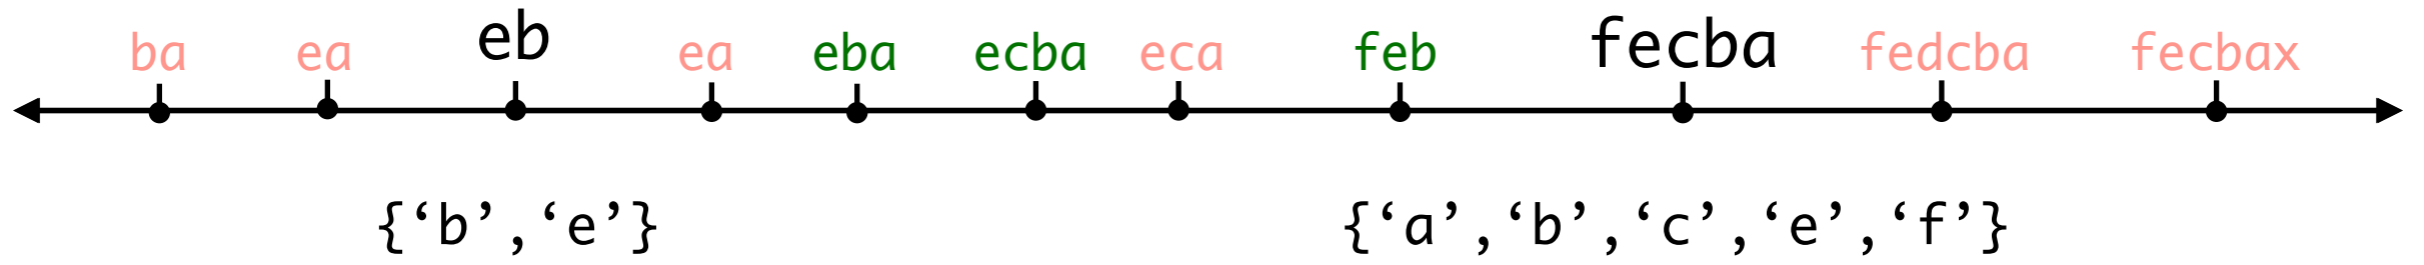 ba ea eb ea eba ecba eca feb fecba fedcba fecbax
{‘b’,‘e’} {‘a’,‘b’,‘c’,‘e’,‘f’}